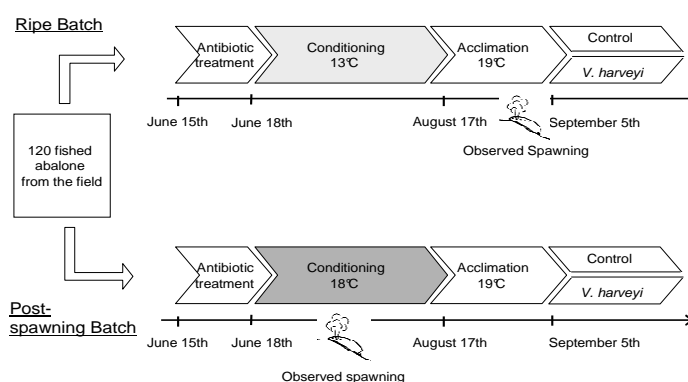 Ripe Batch
Antibiotic
treatment
Conditioning
13°C
Acclimation
19°C
Control
V. harveyi
June 15th
June 18th
August 17th
September 5th
Observed Spawning
120 fished
abalone
from the field
Antibiotic
treatment
Conditioning
18°C
Acclimation
19°C
Control
V. harveyi
Post-
spawning Batch
June 15th
June 18th
August 17th
September 5th
Observed spawning